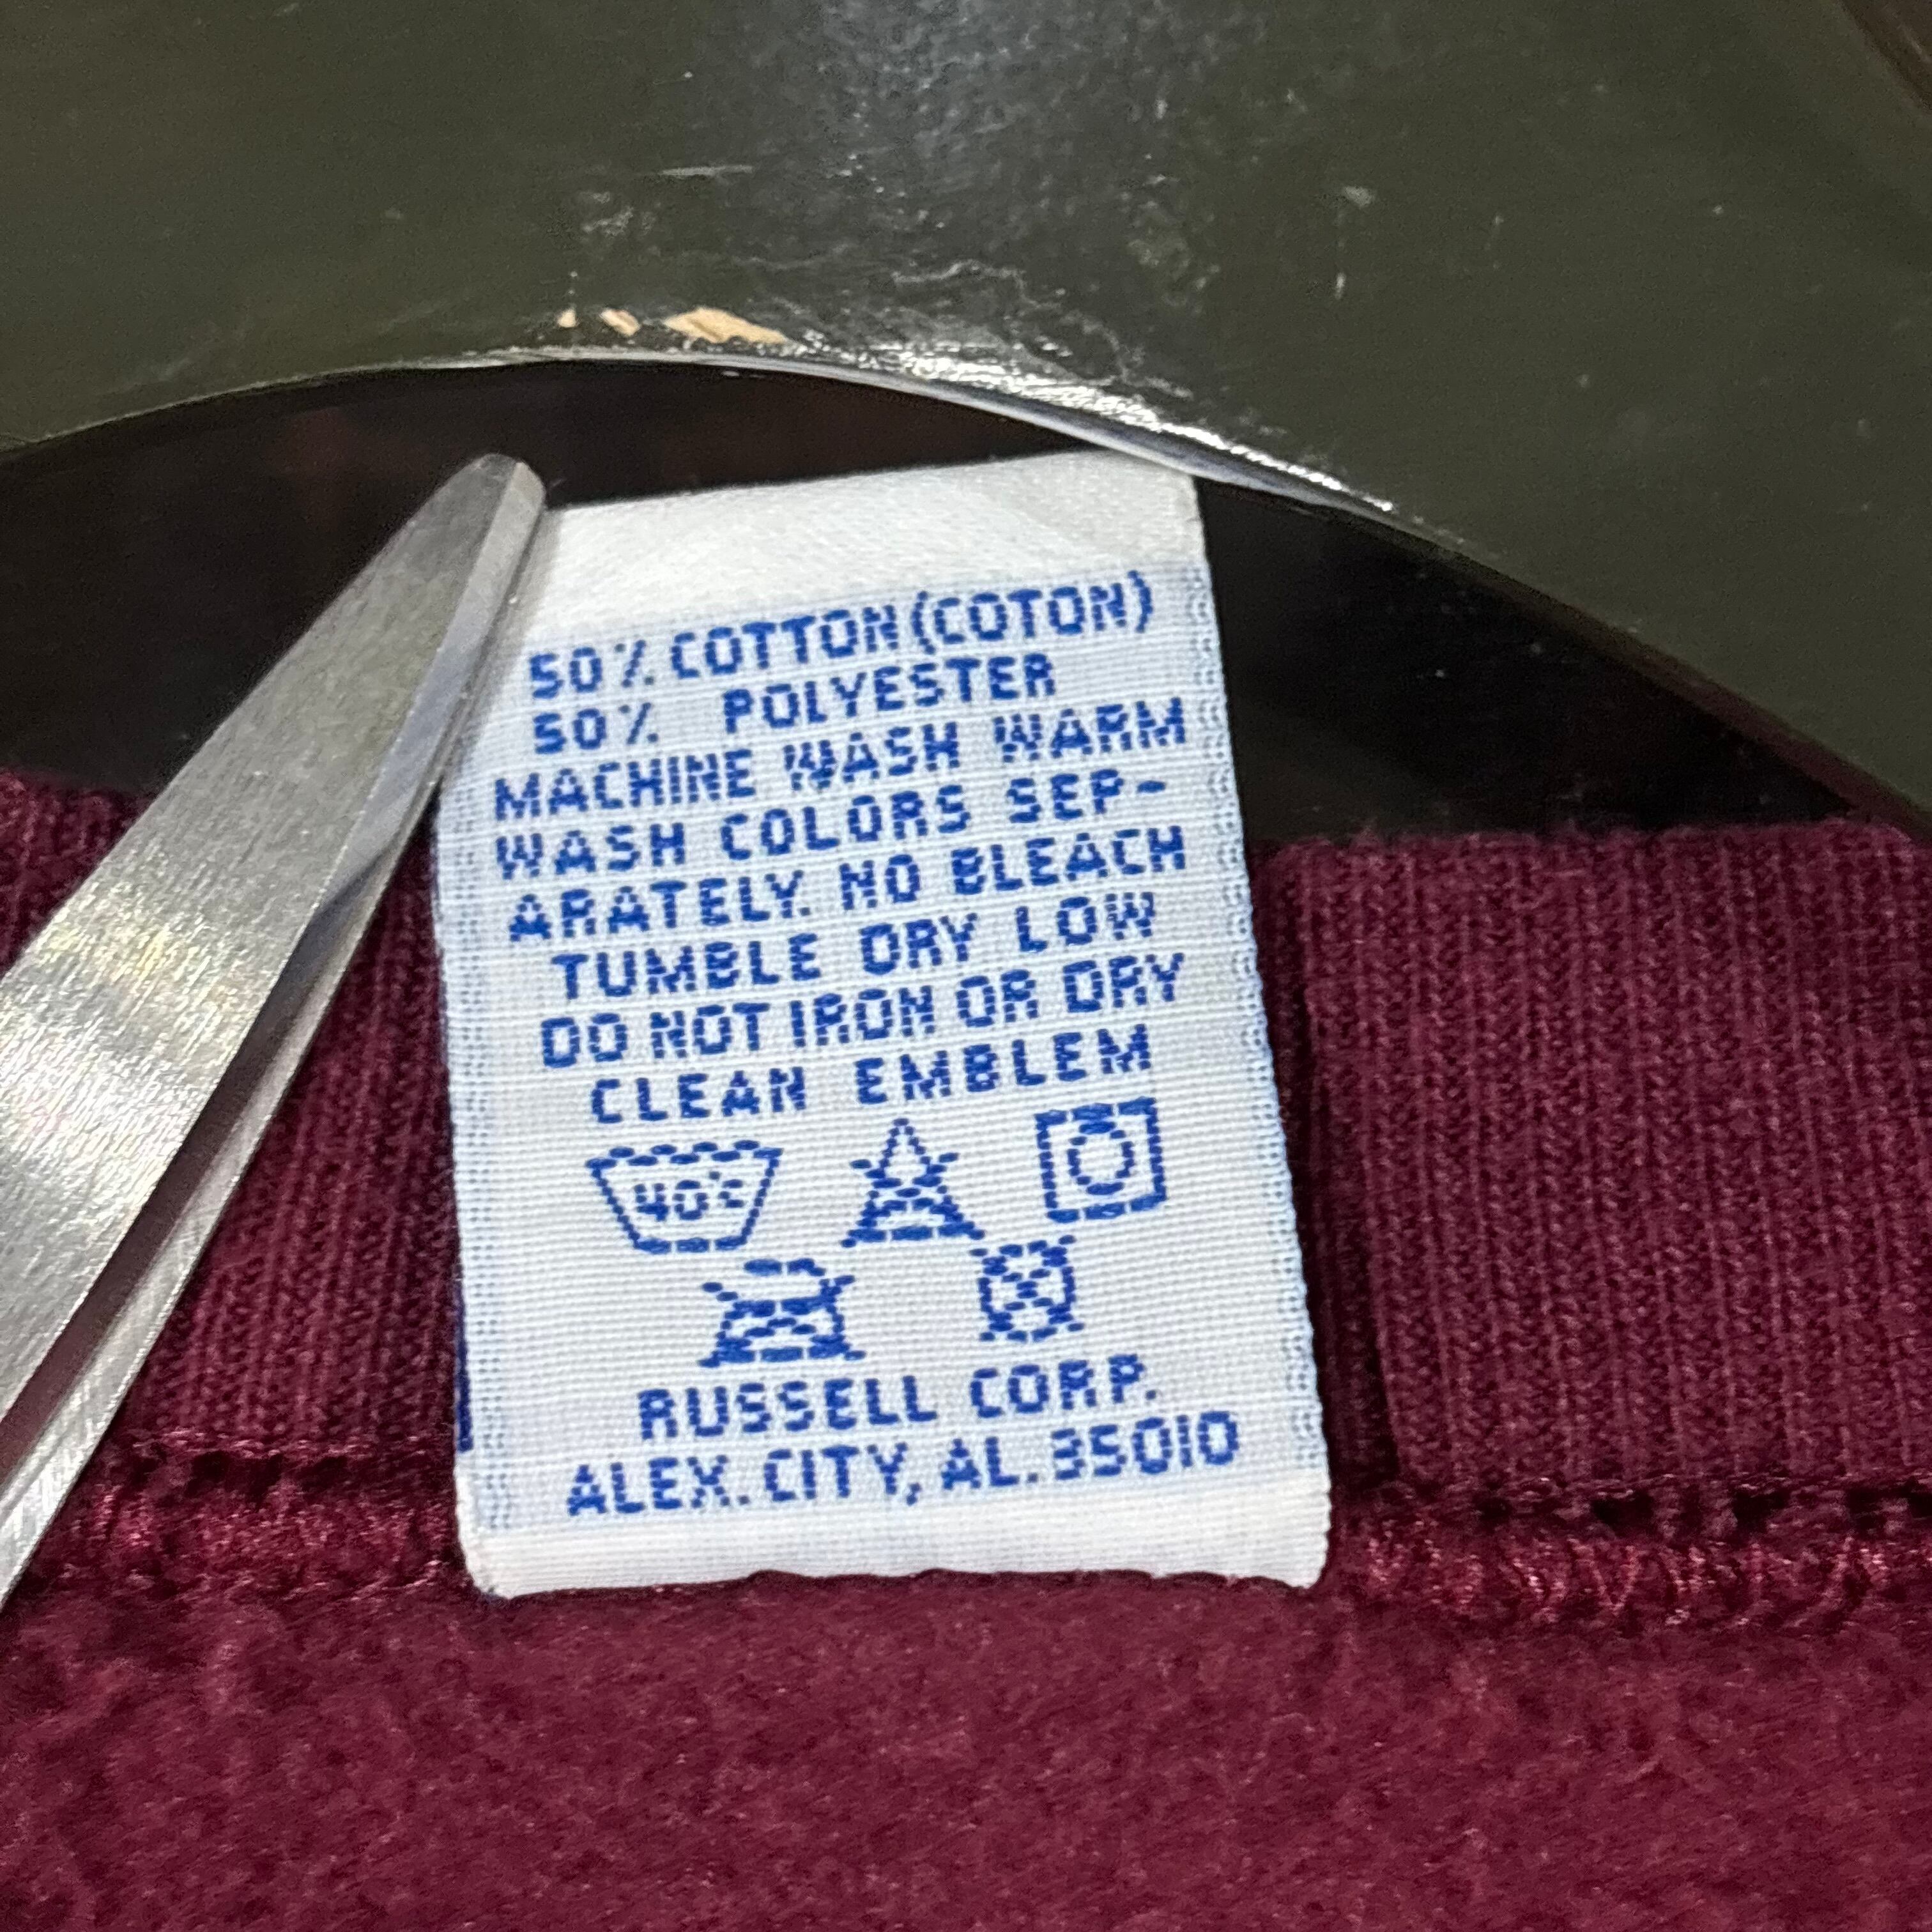 50% COTTON (COTON)
50% POLYESTER
MACHINE WASH WARM
WASH COLORS SEP-
ARATELY. NO BLEACH
TUMBLE DRY LOW
DO NOT IRON OR DRY
CLEAN EMBLEM
40°C
RUSSELL CORP.
ALEX. CITY, AL. 35010